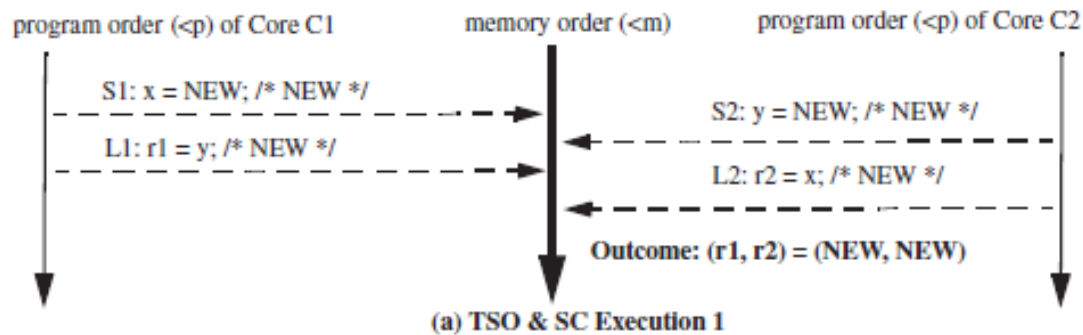 program order (<p) of Core C1 memory order (<m) program order (<p) of Core C2
S1: x = NEW; /* NEW */
S2: y = NEW; /* NEW */
L1: r1 = y; /* NEW */
L2: r2 = x; /* NEW */
Outcome: (r1, r2) = (NEW, NEW)
(a) TSO & SC Execution 1